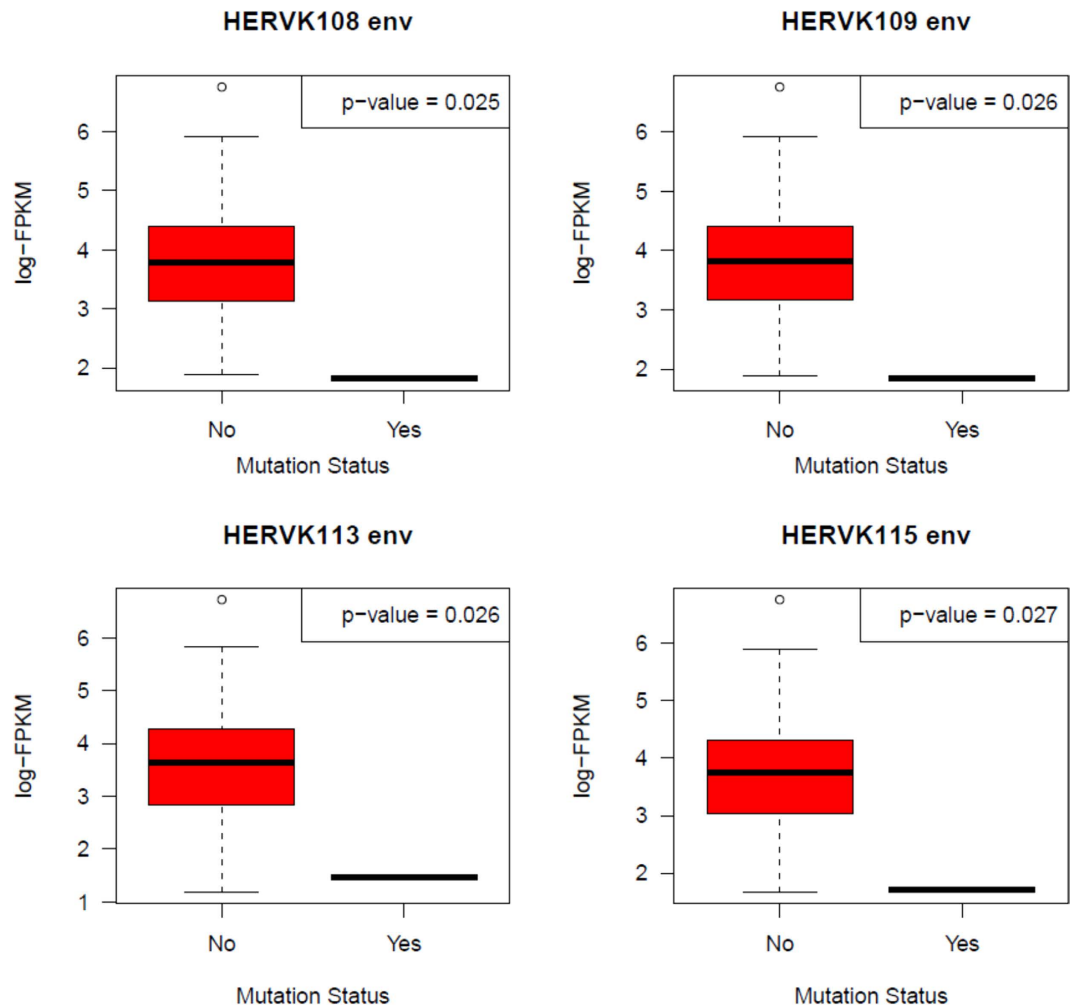 HERVK108 env
p-value = 0.025
log-FPKM
6
5
4
3
2
No Yes
Mutation Status
HERVK109 env
p-value = 0.026
log-FPKM
6
5
4
3
2
No Yes
Mutation Status
HERVK113 env
p-value = 0.026
log-FPKM
6
5
4
3
2
1
No Yes
Mutation Status
HERVK115 env
p-value = 0.027
log-FPKM
6
5
4
3
2
No Yes
Mutation Status